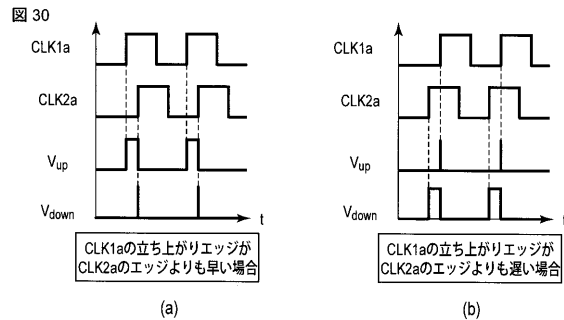 図 30
CLK1a
CLK2a
Vup
Vdown
t
CLK1aの立ち上がりエッジが
CLK2aのエッジよりも早い場合
(a)
CLK1a
CLK2a
Vup
Vdown
t
CLK1aの立ち上がりエッジが
CLK2aのエッジよりも遅い場合
(b)